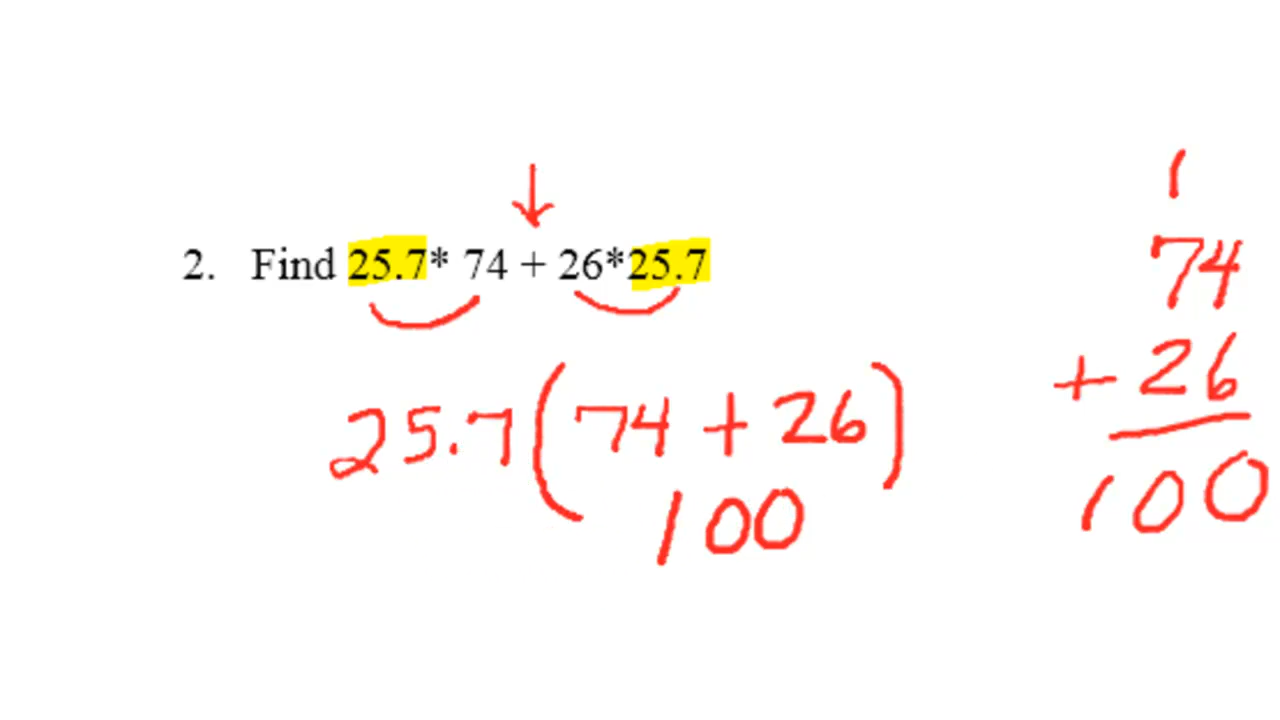 2. Find 25.7* 74 + 26*25.7
25.7(74 + 26)
100
1
74
+ 26
100